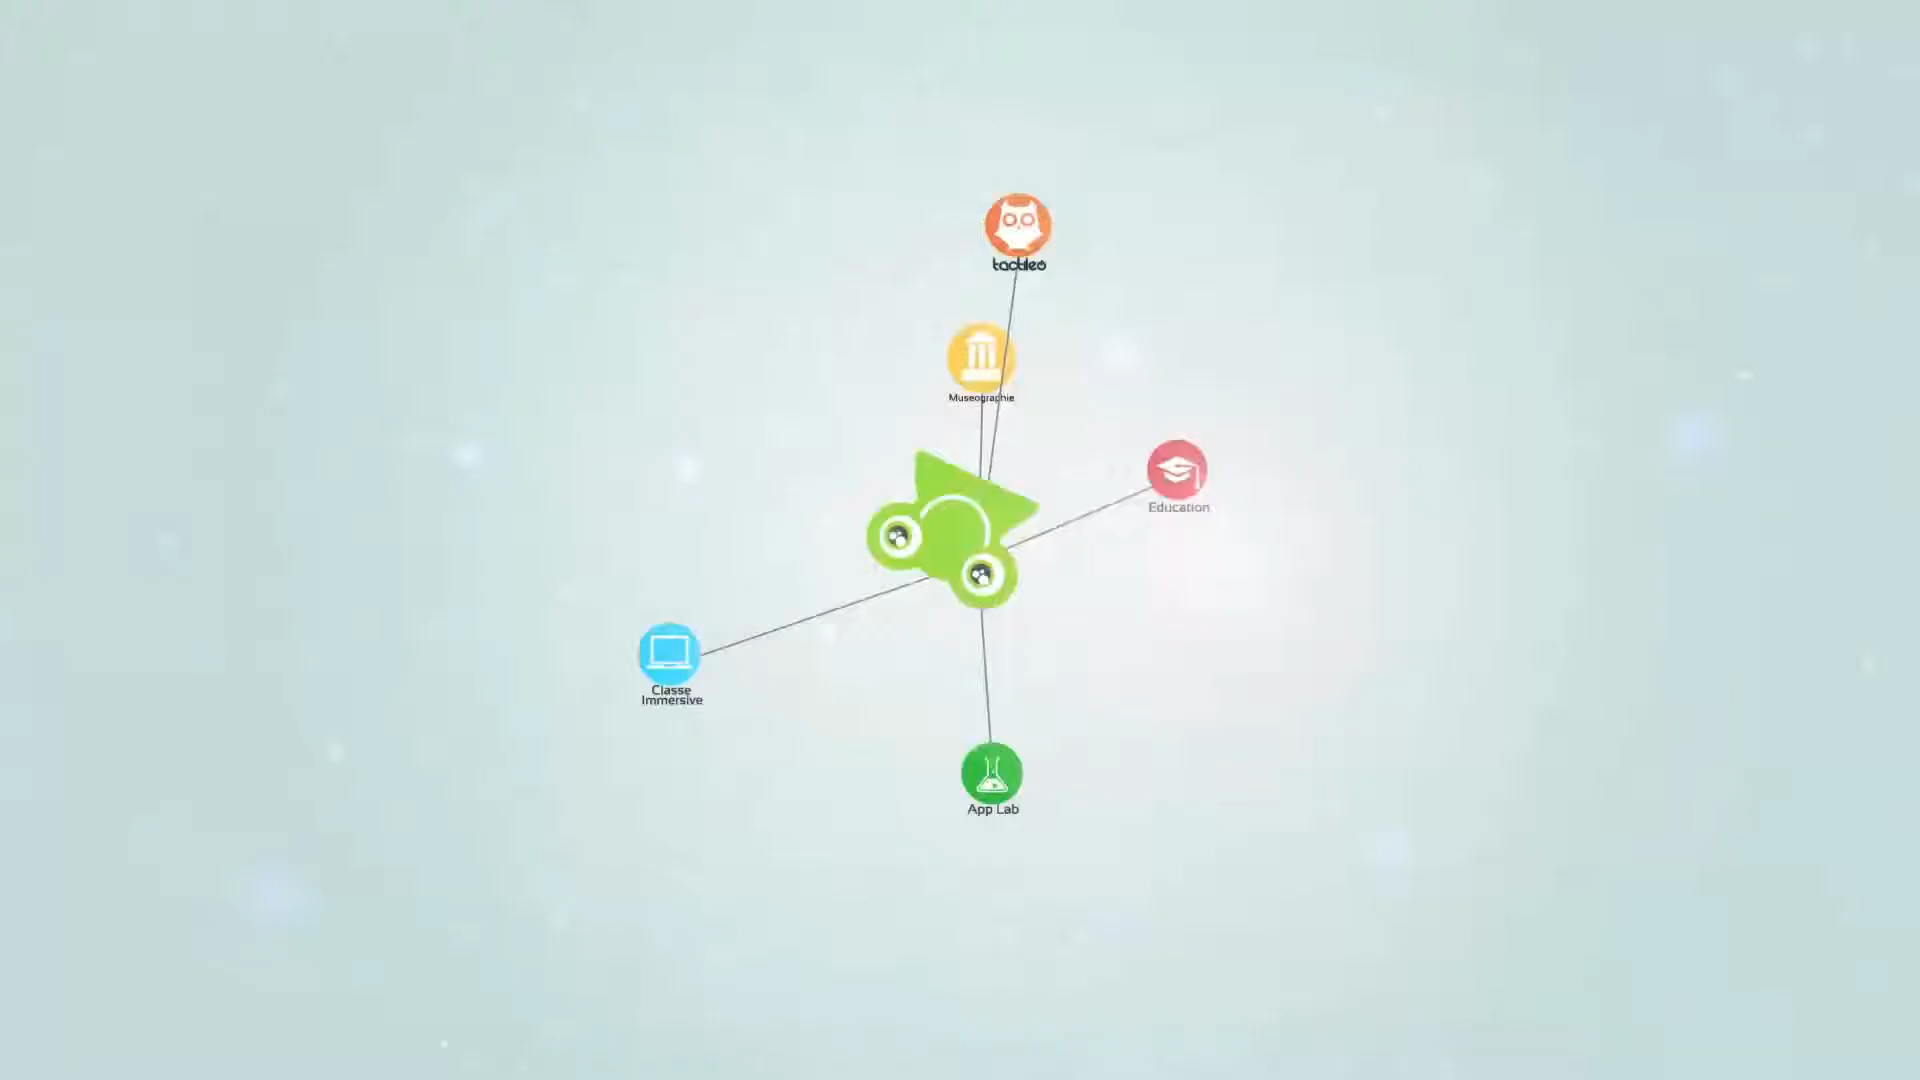 tactileo
Museographie
Education
Classe
Immersive
App Lab